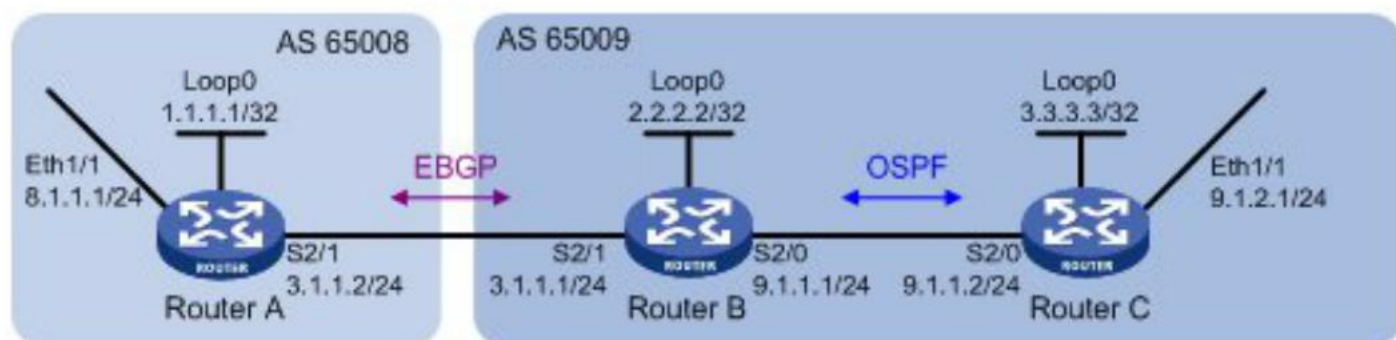 AS 65008
AS 65009
Loop0
1.1.1.1/32
Loop0
2.2.2.2/32
Loop0
3.3.3.3/32
Eth1/1
8.1.1.1/24
EBGP
OSPF
Eth1/1
9.1.2.1/24
ROUTER
ROUTER
ROUTER
S2/1
3.1.1.2/24
S2/1
3.1.1.1/24
S2/0
9.1.1.1/24
S2/0
9.1.1.2/24
Router A
Router B
Router C